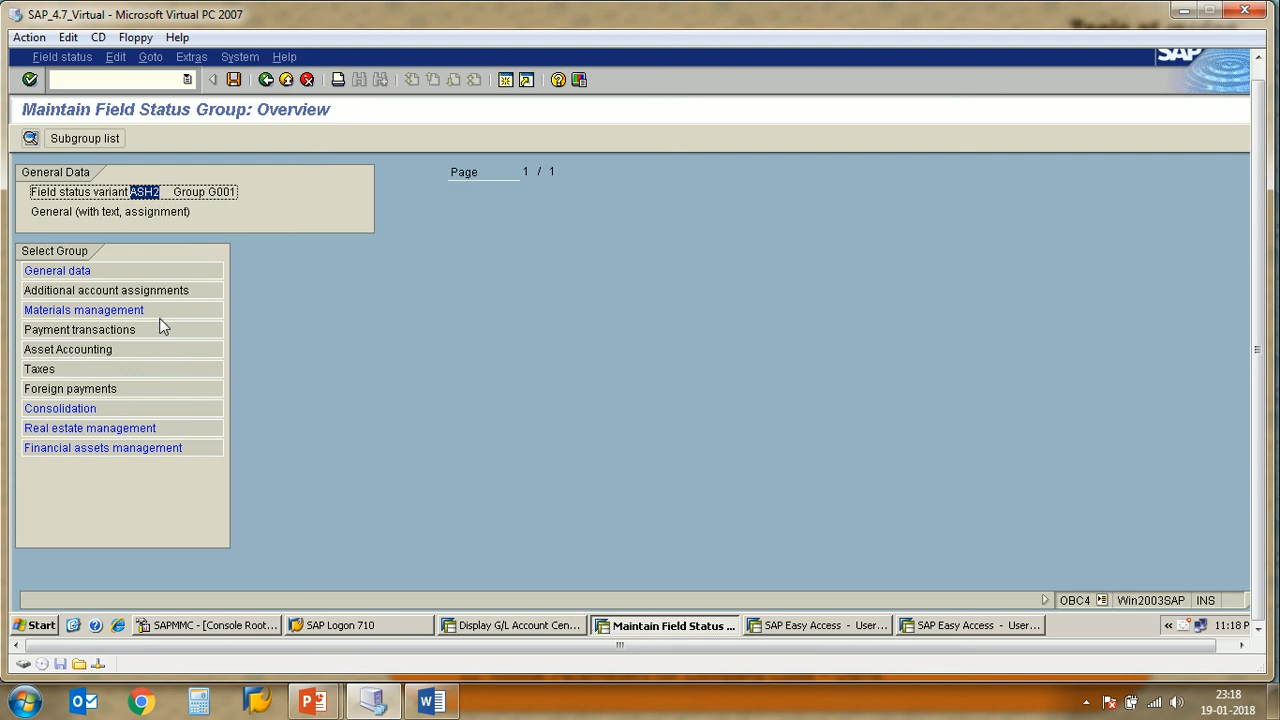 SAP_4.7_Virtual - Microsoft Virtual PC 2007
Action Edit CD Floppy Help
Field status Edit Goto Extras System Help
SAP
Maintain Field Status Group: Overview
Subgroup list
General Data
Page 1 / 1
Field status variant ASH2 Group G001
General (with text, assignment)
Select Group
General data
Additional account assignments
Materials management
Payment transactions
Asset Accounting
Taxes
Foreign payments
Consolidation
Real estate management
Financial assets management
OBC4 Win2003SAP INS
Start SAPMMC - [Console Root... SAP Logon 710 Display G/L Account Cen... Maintain Field Status ... SAP Easy Access - User... SAP Easy Access - User... « 11:18 P
23:18
19-01-2018